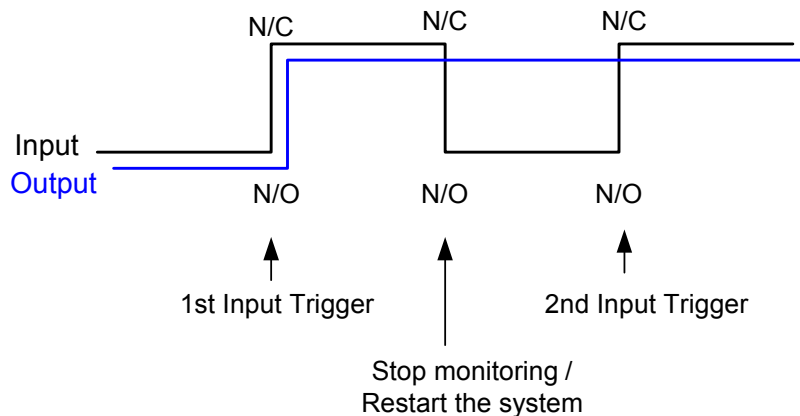 N/C N/C N/C
Input
Output
N/O N/O N/O
1st Input Trigger 2nd Input Trigger
Stop monitoring /
Restart the system